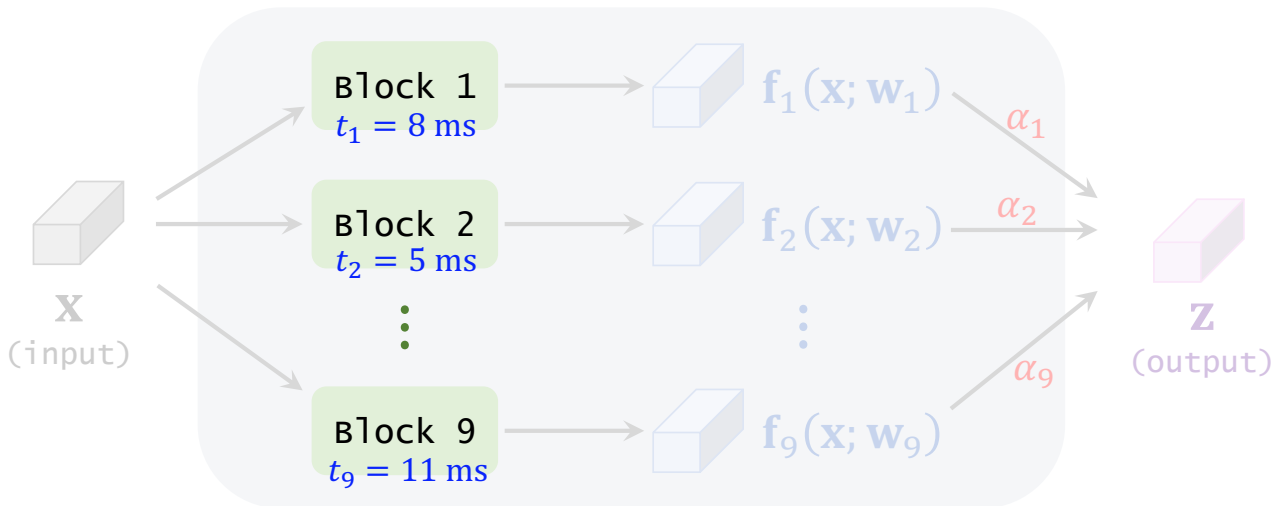 Block 1
t₁ = 8 ms
f₁(x; w₁)
α₁
Block 2
t₂ = 5 ms
f₂(x; w₂)
α₂
x
(input)
z
(output)
Block 9
t₉ = 11 ms
f₉(x; w₉)
α₉